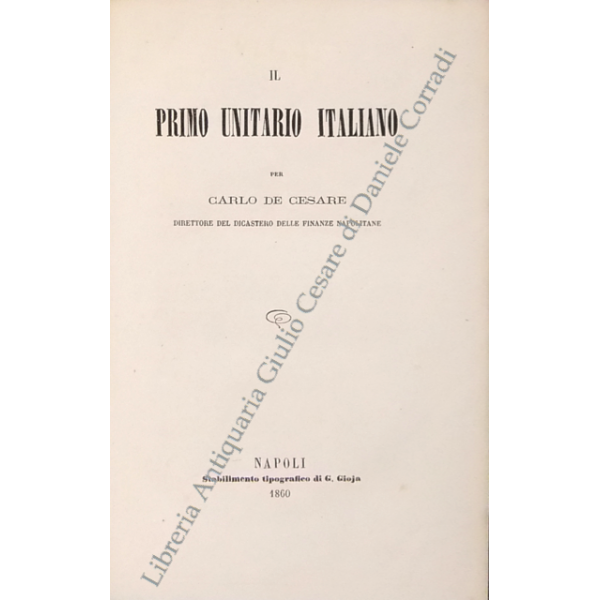 IL
PRIMO UNITARIO ITALIANO
PER
CARLO DE CESARE
DIRETTORE DEL DICASTERO DELLE FINANZE NAPOLITANE
NAPOLI
Stabilimento tipografico di G. Gioja
1860
Libreria Antiquaria Giulio Cesare di Daniele Corradi